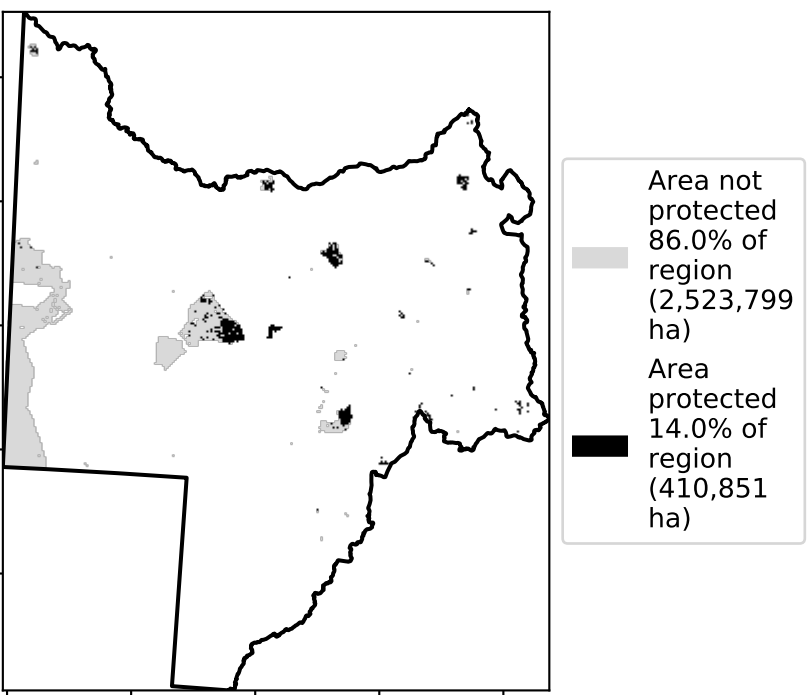 Area not
protected
86.0% of
region
(2,523,799
ha)
Area
protected
14.0% of
region
(410,851
ha)